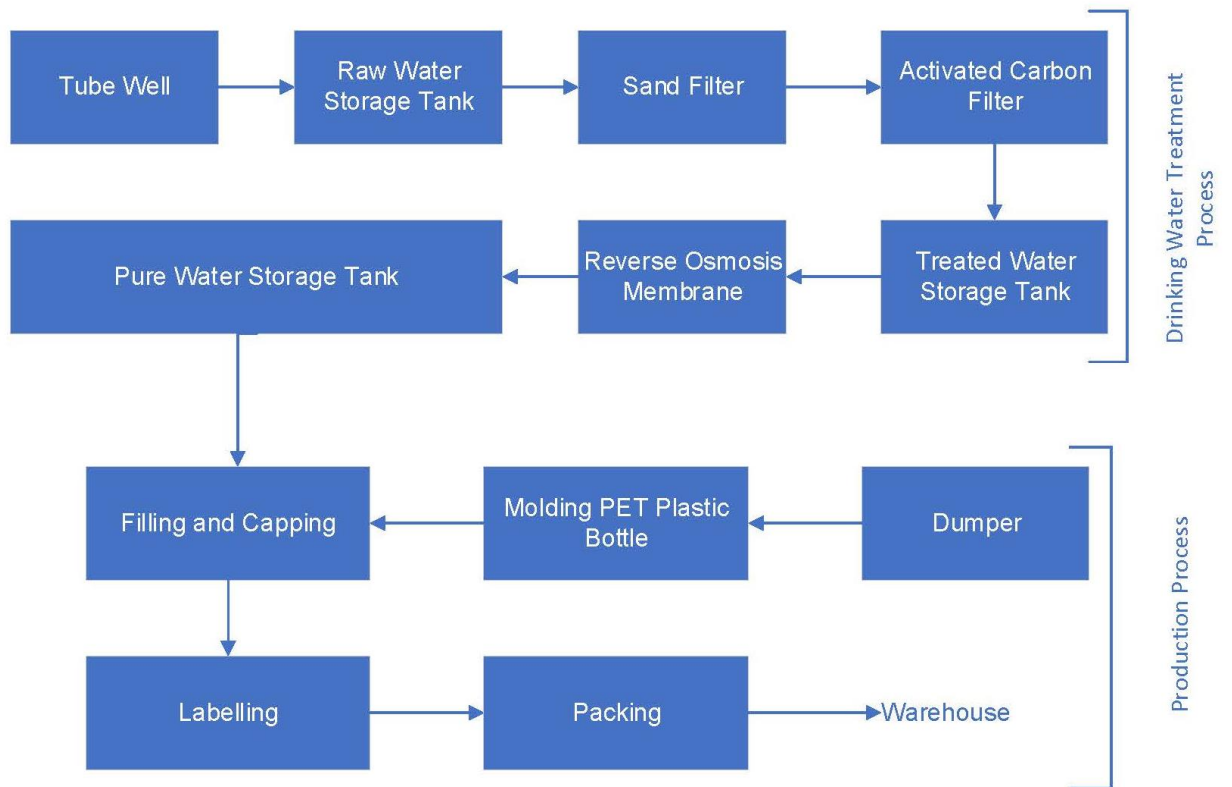 Tube Well
Raw Water
Storage Tank
Sand Filter
Activated Carbon
Filter
Drinking Water Treatment
Process
Pure Water Storage Tank
Reverse Osmosis
Membrane
Treated Water
Storage Tank
Filling and Capping
Molding PET Plastic
Bottle
Dumper
Production Process
Labelling
Packing
Warehouse